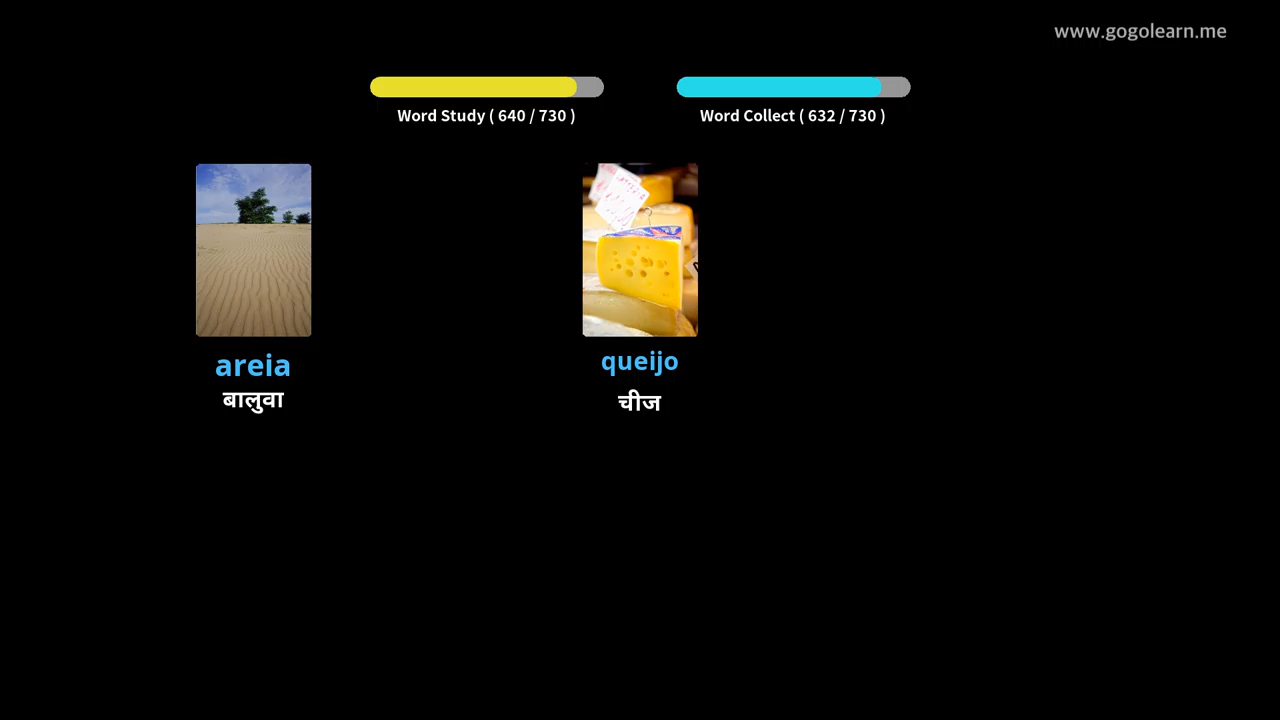 www.gogolearn.me
Word Study ( 640 / 730 )
Word Collect ( 632 / 730 )
areia
बालुवा
queijo
चीज